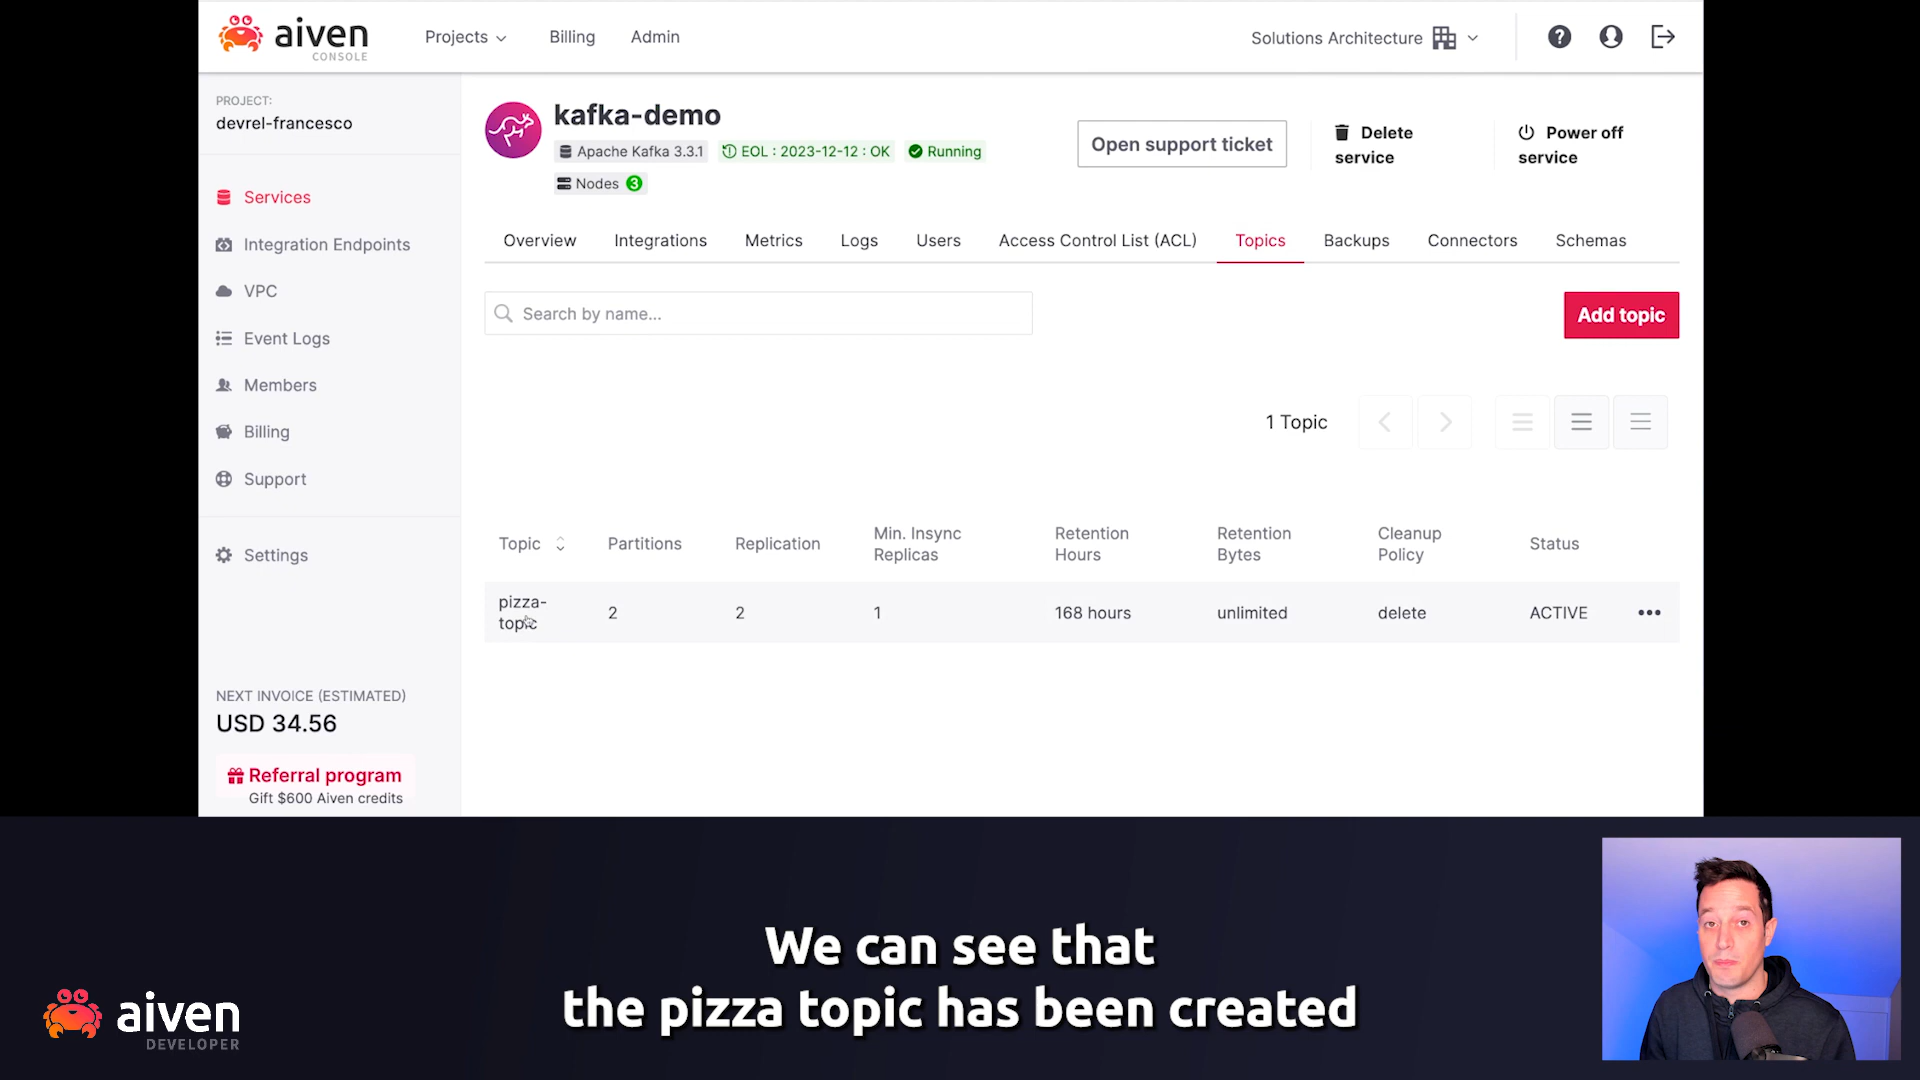 aiven
CONSOLE
Projects
Billing
Admin
Solutions Architecture
?
PROJECT:
devrel-francesco
Services
Integration Endpoints
VPC
Event Logs
Members
Billing
Support
Settings
NEXT INVOICE (ESTIMATED)
USD 34.56
Referral program
Gift $600 Aiven credits
kafka-demo
Apache Kafka 3.3.1
EOL : 2023-12-12 : OK
Running
Nodes 3
Open support ticket
Delete
service
Power off
service
Overview
Integrations
Metrics
Logs
Users
Access Control List (ACL)
Topics
Backups
Connectors
Schemas
Search by name...
Add topic
1 Topic
Topic
Partitions
Replication
Min. Insync
Replicas
Retention
Hours
Retention
Bytes
Cleanup
Policy
Status
pizza-
topic
2
2
1
168 hours
unlimited
delete
ACTIVE
We can see that
the pizza topic has been created
aiven
DEVELOPER